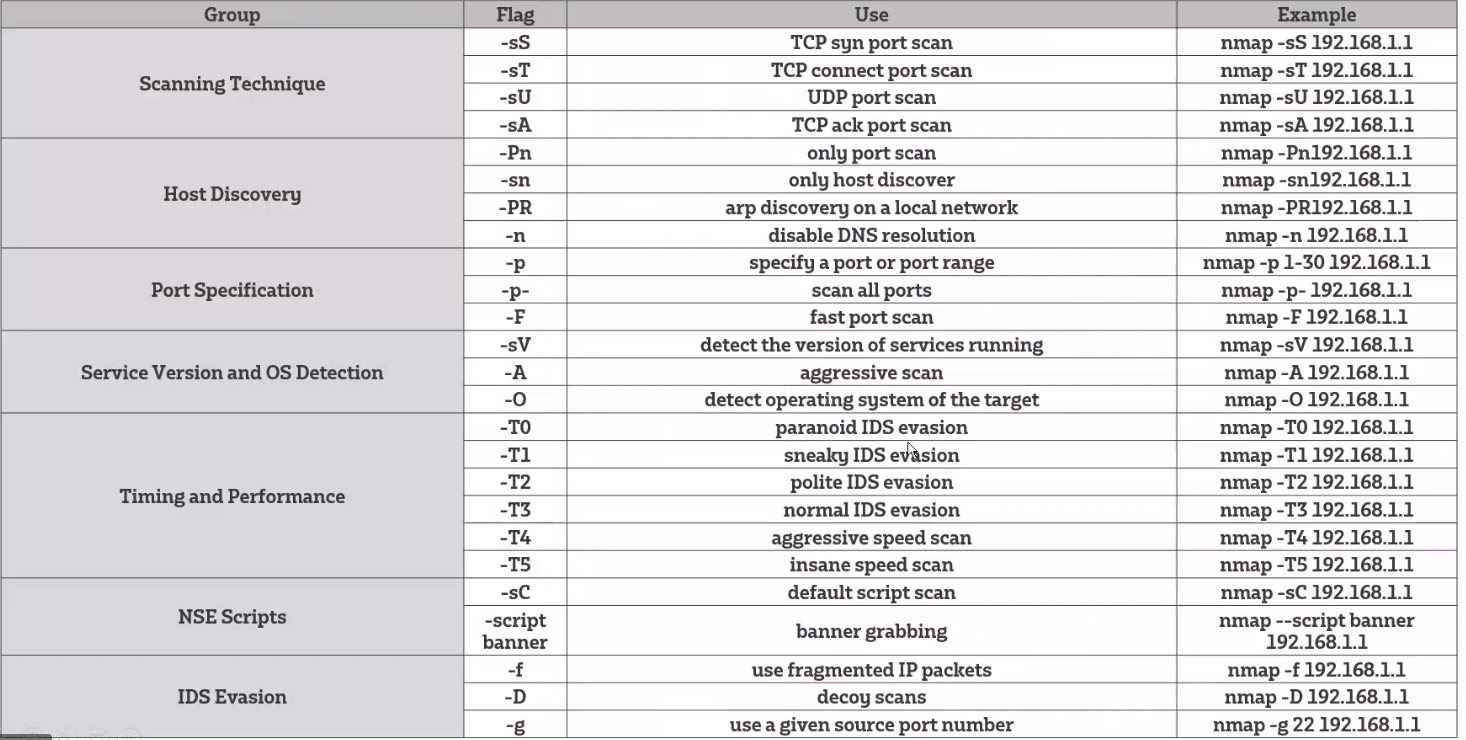 Group Flag Use Example
Scanning Technique
-sS TCP syn port scan nmap -sS 192.168.1.1
-sT TCP connect port scan nmap -sT 192.168.1.1
-sU UDP port scan nmap -sU 192.168.1.1
-sA TCP ack port scan nmap -sA 192.168.1.1
Host Discovery
-Pn only port scan nmap -Pn192.168.1.1
-sn only host discover nmap -sn192.168.1.1
-PR arp discovery on a local network nmap -PR192.168.1.1
-n disable DNS resolution nmap -n 192.168.1.1
Port Specification
-p specify a port or port range nmap -p 1-30 192.168.1.1
-p- scan all ports nmap -p- 192.168.1.1
-F fast port scan nmap -F 192.168.1.1
Service Version and OS Detection
-sV detect the version of services running nmap -sV 192.168.1.1
-A aggressive scan nmap -A 192.168.1.1
-O detect operating system of the target nmap -O 192.168.1.1
Timing and Performance
-T0 paranoid IDS evasion nmap -T0 192.168.1.1
-T1 sneaky IDS evasion nmap -T1 192.168.1.1
-T2 polite IDS evasion nmap -T2 192.168.1.1
-T3 normal IDS evasion nmap -T3 192.168.1.1
-T4 aggressive speed scan nmap -T4 192.168.1.1
-T5 insane speed scan nmap -T5 192.168.1.1
NSE Scripts
-sC default script scan nmap -sC 192.168.1.1
-script banner banner grabbing nmap --script banner 192.168.1.1
IDS Evasion
-f use fragmented IP packets nmap -f 192.168.1.1
-D decoy scans nmap -D 192.168.1.1
-g use a given source port number nmap -g 22 192.168.1.1